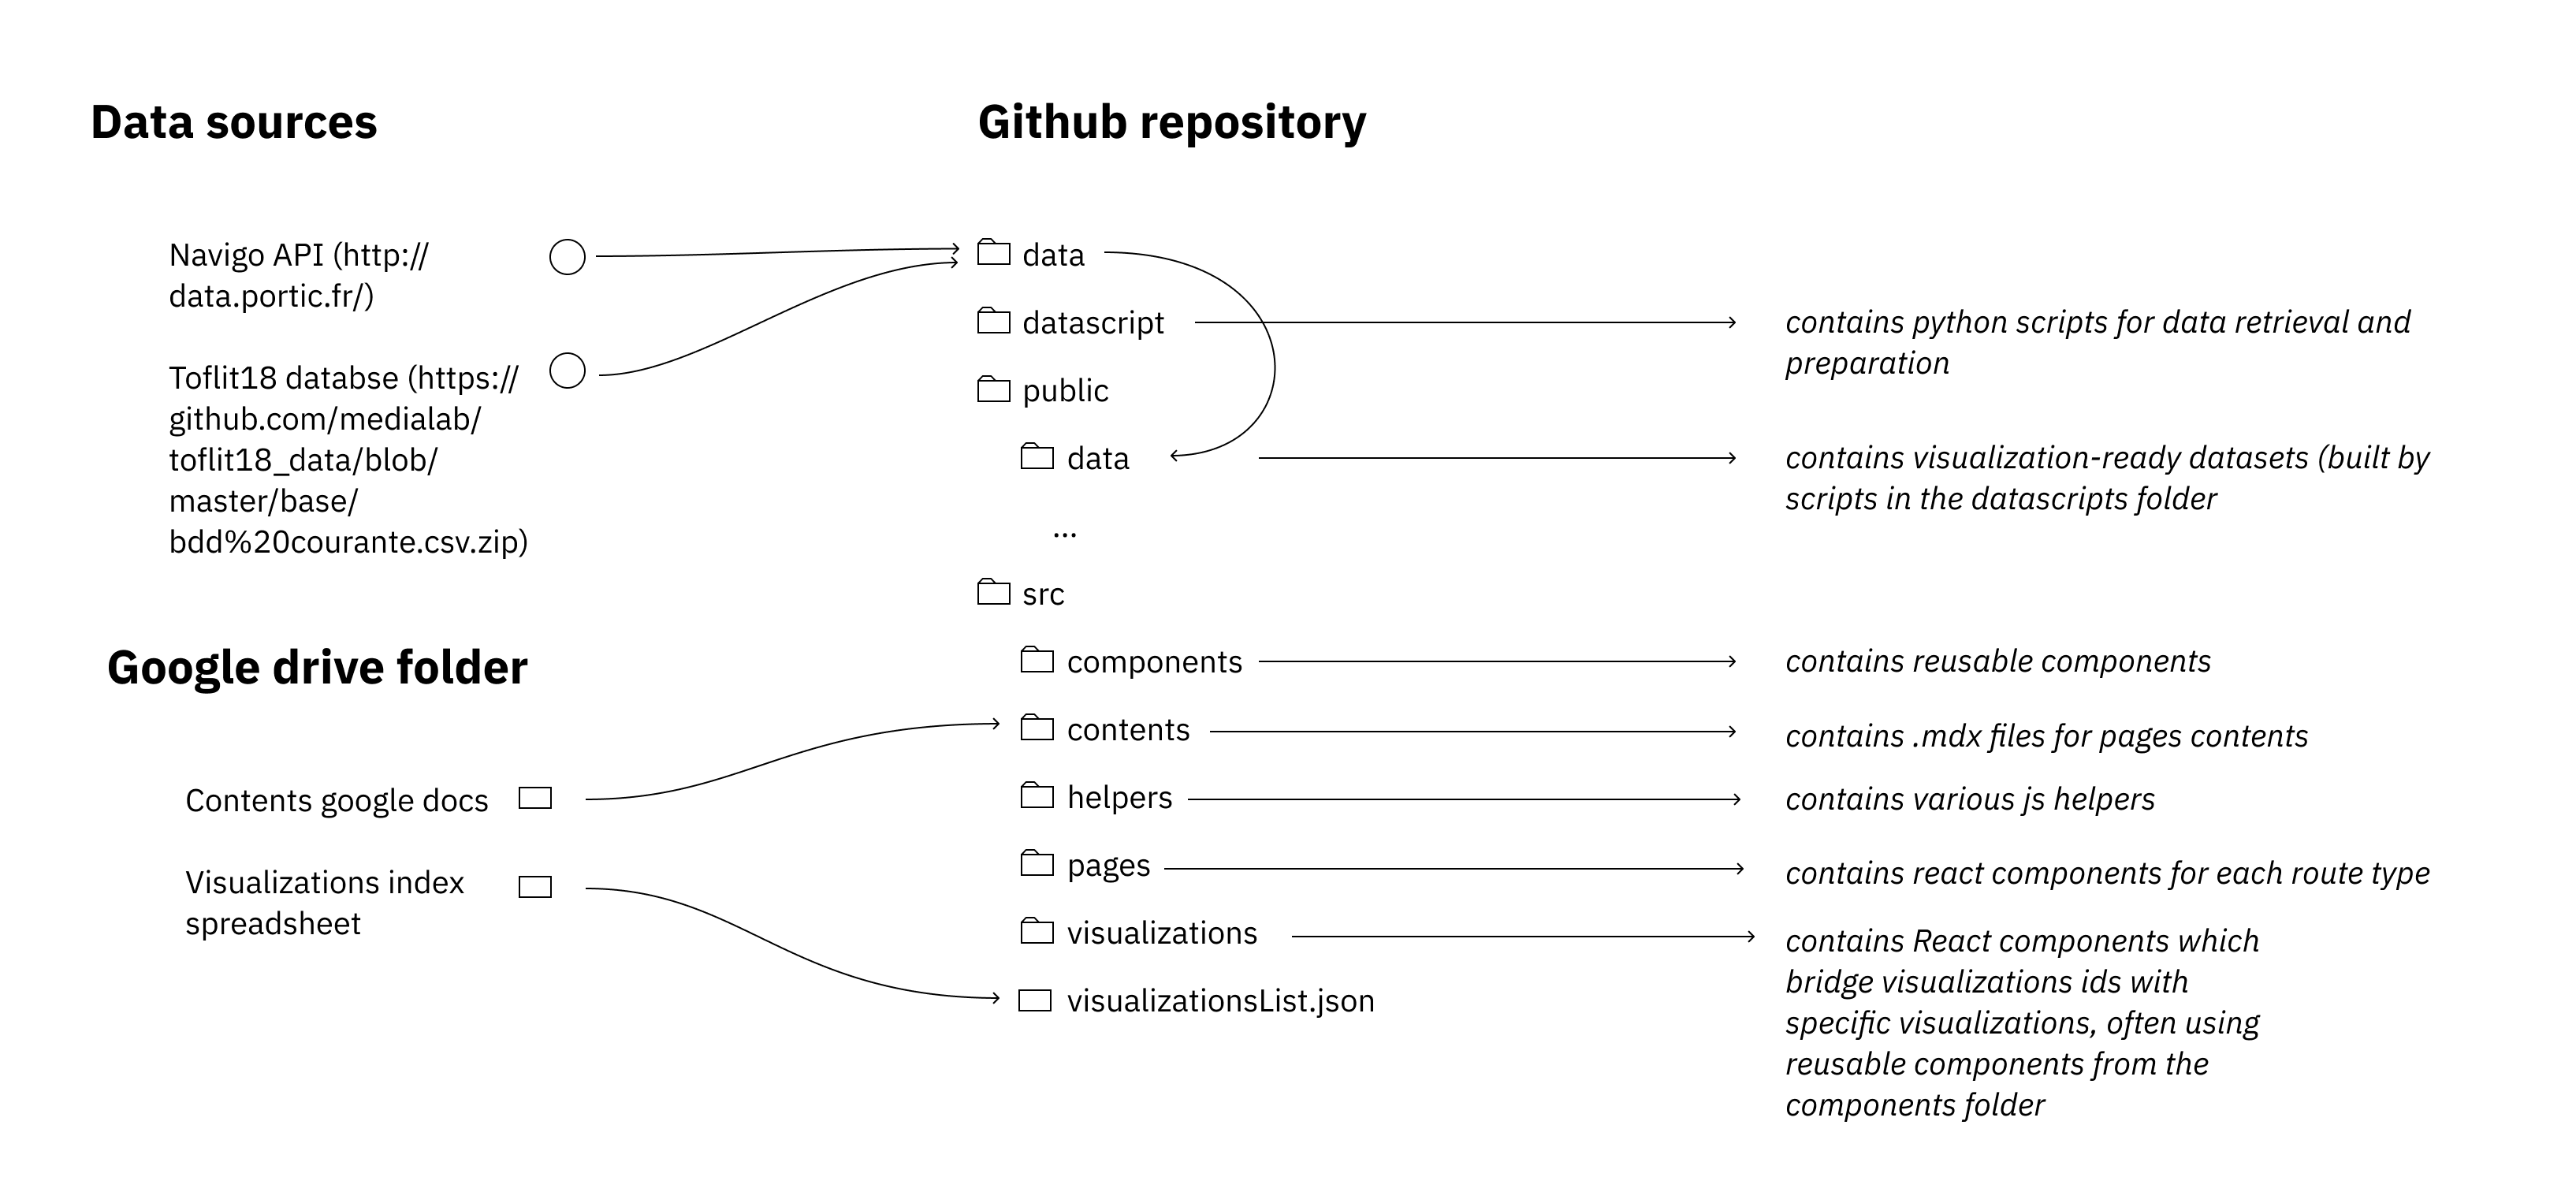 Data sources
Navigo API (http://
data.portic.fr/)
Toflit18 databse (https://
github.com/medialab/
toflit18_data/blob/
master/base/
bdd%20courante.csv.zip)
Google drive folder
Contents google docs
Visualizations index
spreadsheet
Github repository
data
datascript
public
data
...
src
components
contents
helpers
pages
visualizations
visualizationsList.json
contains python scripts for data retrieval and
preparation
contains visualization-ready datasets (built by
scripts in the datascripts folder
contains reusable components
contains .mdx files for pages contents
contains various js helpers
contains react components for each route type
contains React components which
bridge visualizations ids with
specific visualizations, often using
reusable components from the
components folder